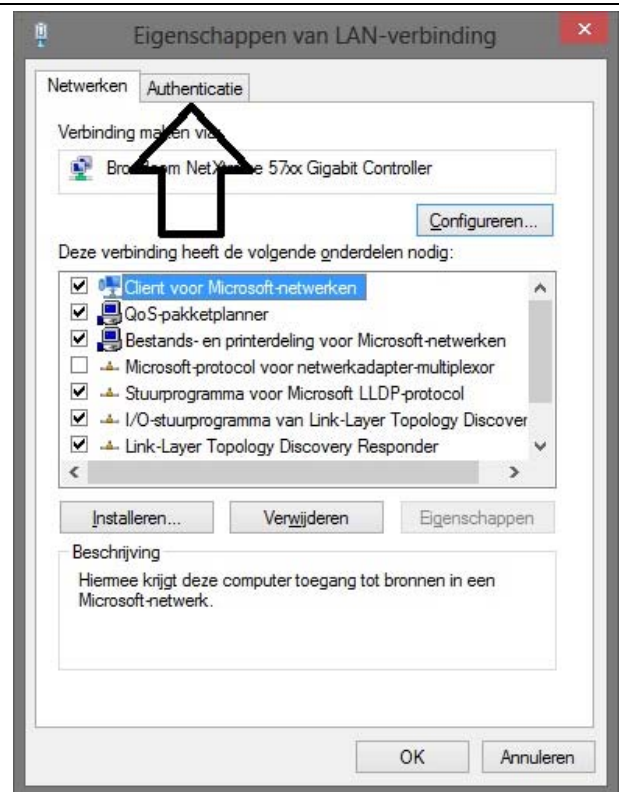 Eigenschappen van LAN-verbinding
Netwerken Authenticatie
Verbinding maken via:
Broadcom NetXtreme 57xx Gigabit Controller
Configureren...
Deze verbinding heeft de volgende onderdelen nodig:
Client voor Microsoft-netwerken
QoS-pakketplanner
Bestands- en printerdeling voor Microsoft-netwerken
Microsoft-protocol voor netwerkadapter-multiplexor
Stuurprogramma voor Microsoft LLDP-protocol
I/O-stuurprogramma van Link-Layer Topology Discover
Link-Layer Topology Discovery Responder
Installeren... Verwijderen Eigenschappen
Beschrijving
Hiermee krijgt deze computer toegang tot bronnen in een
Microsoft-netwerk.
OK Annuleren